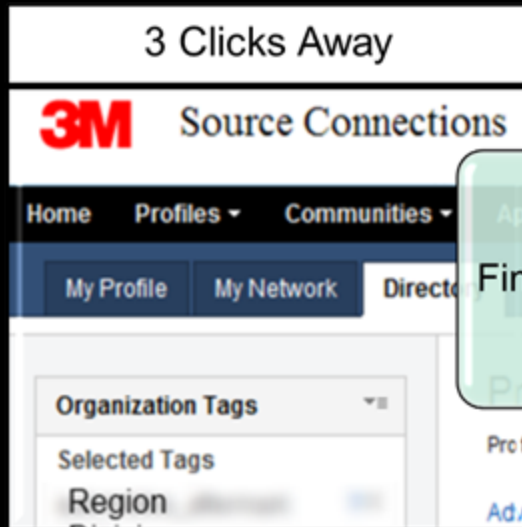 3 Clicks Away
3M Source Connections
Home Profiles Communities
My Profile My Network
Organization Tags
Selected Tags
Region